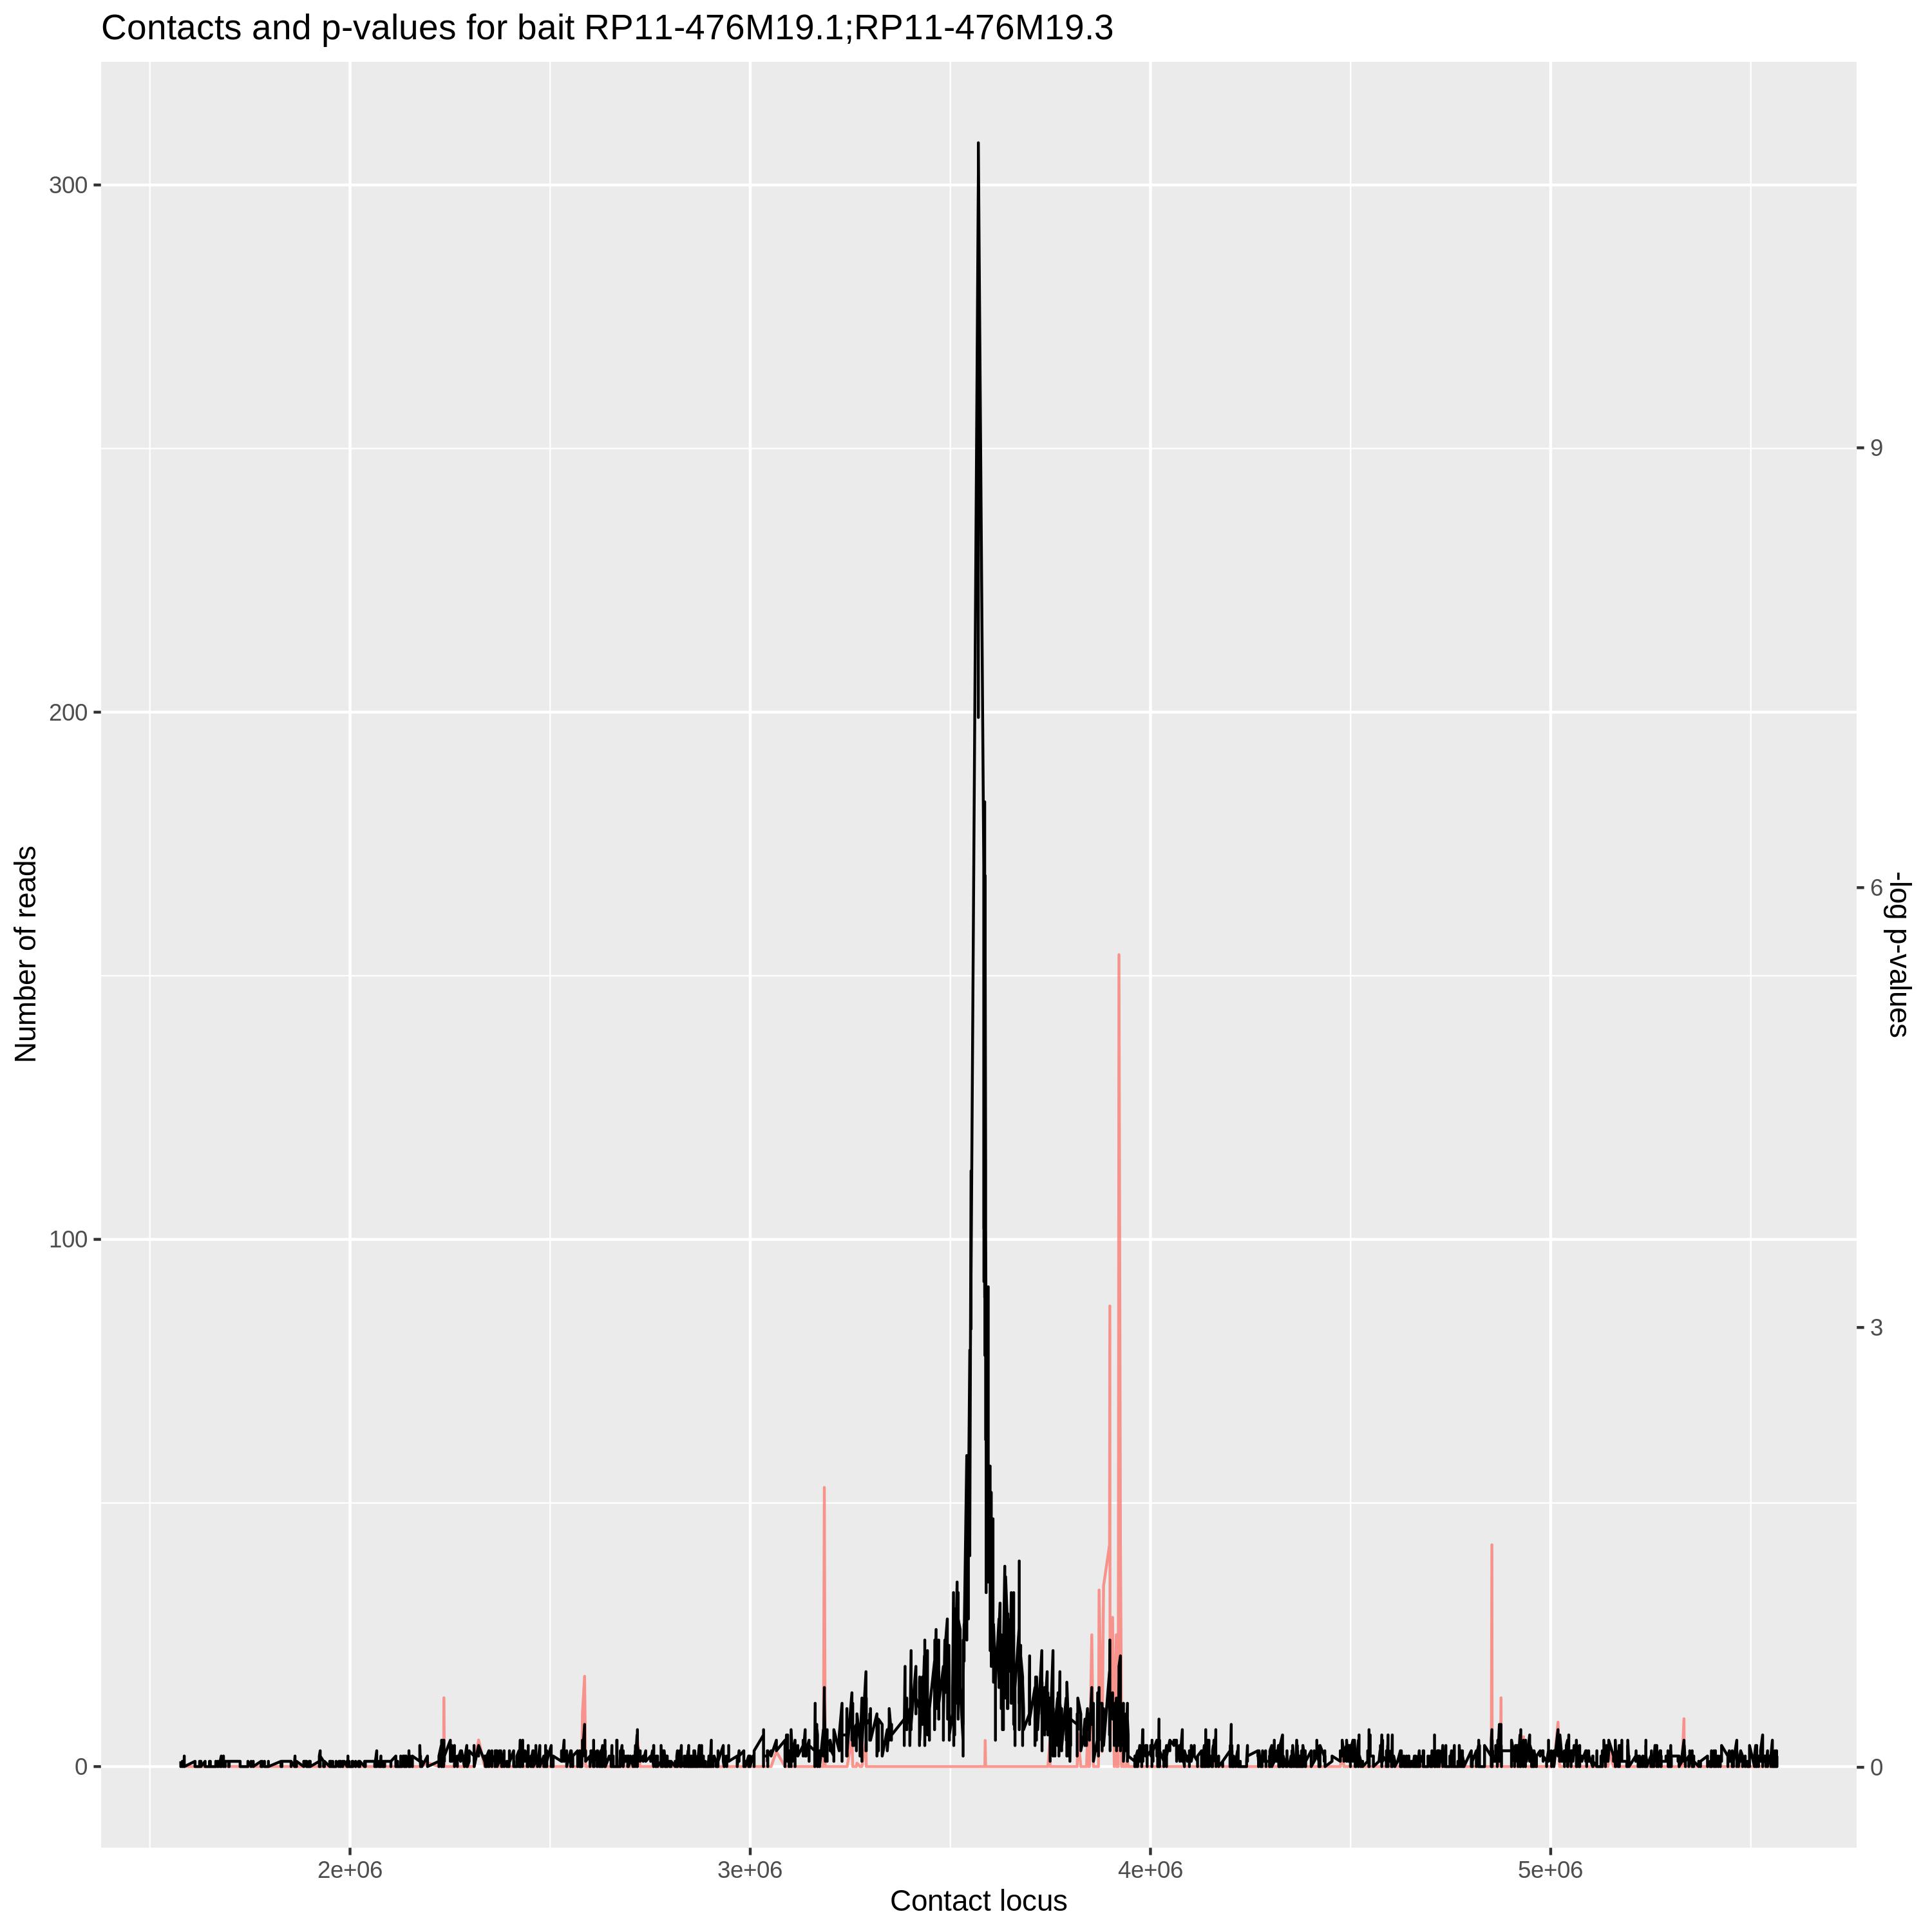 Contacts and p-values for bait RP11-476M19.1;RP11-476M19.3
300
200
100
0
Number of reads
9
6
3
0
-log p-values
2e+06
3e+06
4e+06
5e+06
Contact locus